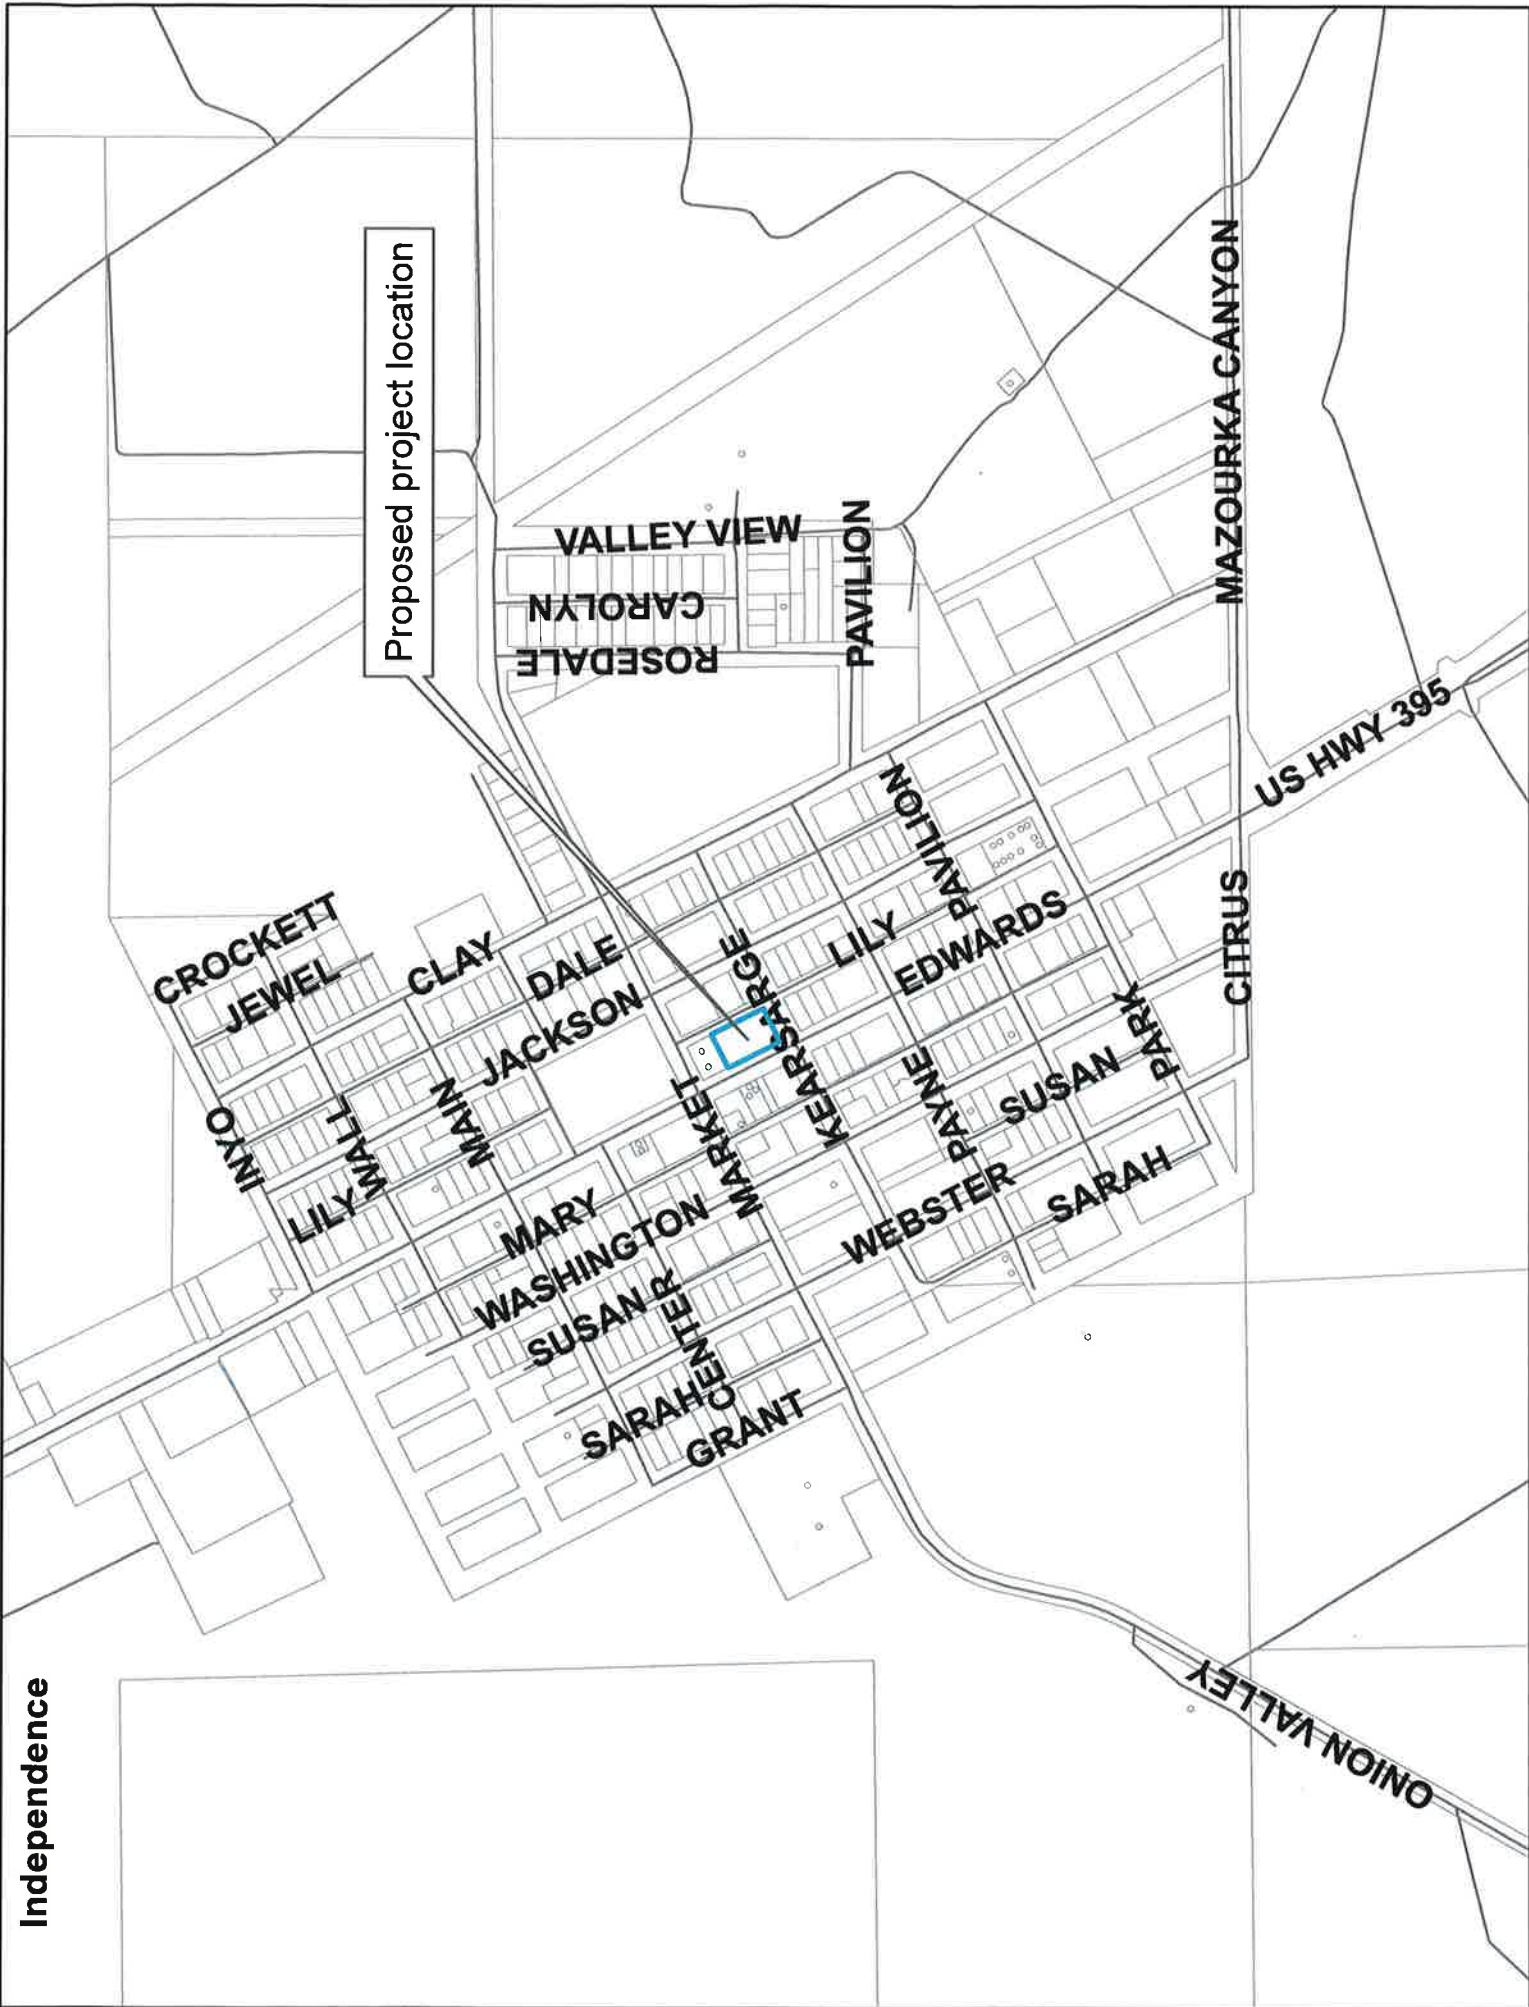 Independence
Proposed project location
VALLEY VIEW
CAROLYN
ROSEDALE
PAVILION
MAZOURKA CANYON
US HWY 395
CITRUS
CROCKETT
JEWEL
CLAY
DALE
JACKSON
INYO
WALL
MAIN
LILY
MARY
WASHINGTON
SUSAN
CENTER
SARAH
GRANT
MARKET
KEARSARGE
LILY
EDWARDS
PAVILION
PAYNE
SUSAN
PARK
WEBSTER
SARAH
ONION VALLEY